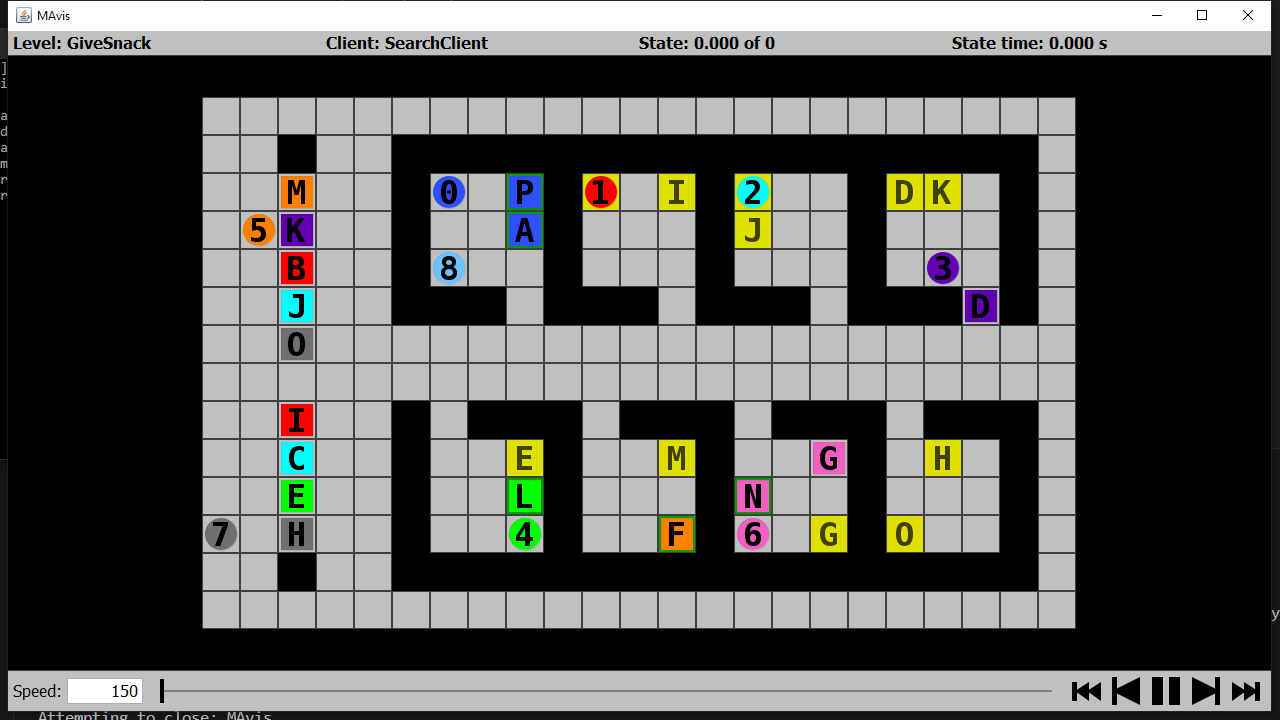 MAvis
Level: GiveSnack Client: SearchClient State: 0.000 of 0 State time: 0.000 s
]
i
a
d
a
m
r
r
M 0 P 1 I 2 D K
5 K A J
B 8 3
J D
O
I
C E M G H
E L N
7 H 4 F 6 G O
y
Speed: 150
Attempting to close: MAvis